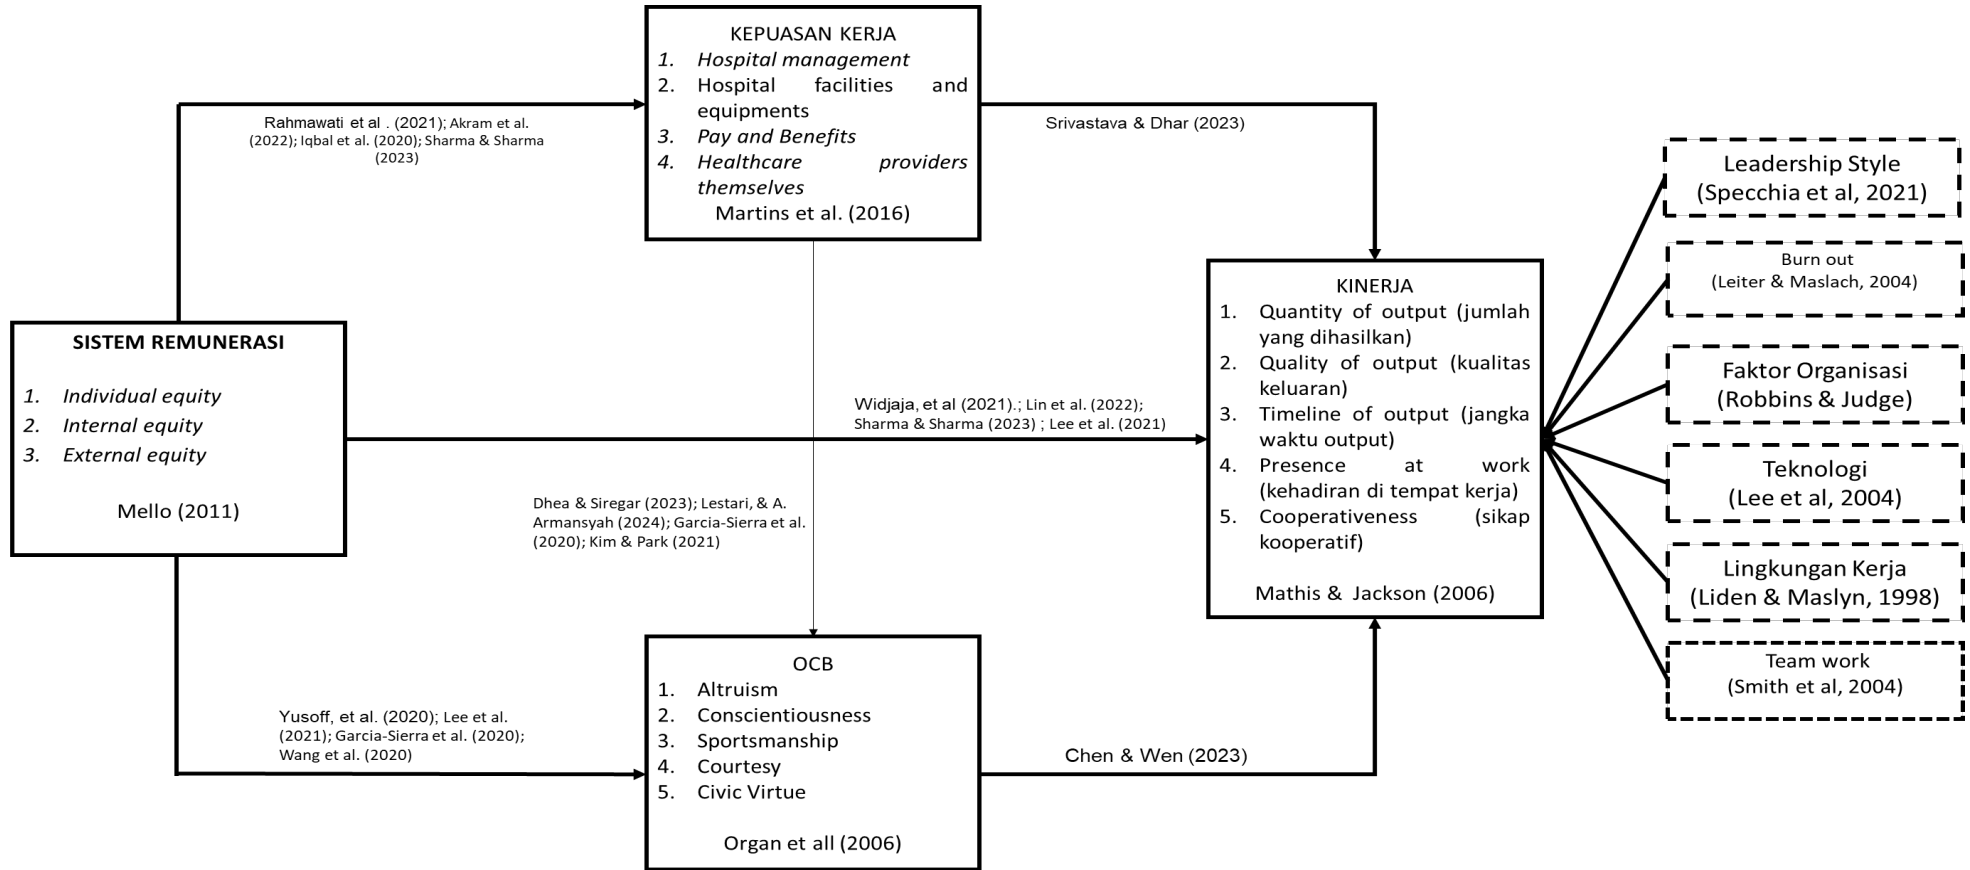 KEPUASAN KERJA
1. Hospital management
2. Hospital facilities and
equipments
3. Pay and Benefits
4. Healthcare providers
themselves
Martins et al. (2016)
Rahmawati et al . (2021); Akram et al.
(2022); Iqbal et al. (2020); Sharma & Sharma
(2023)
Srivastava & Dhar (2023)
SISTEM REMUNERASI
1. Individual equity
2. Internal equity
3. External equity
Mello (2011)
Widjaja, et al (2021).; Lin et al. (2022);
Sharma & Sharma (2023) ; Lee et al. (2021)
Dhea & Siregar (2023); Lestari, & A.
Armansyah (2024); Garcia-Sierra et al.
(2020); Kim & Park (2021)
KINERJA
1. Quantity of output (jumlah
yang dihasilkan)
2. Quality of output (kualitas
keluaran)
3. Timeline of output (jangka
waktu output)
4. Presence at work
(kehadiran di tempat kerja)
5. Cooperativeness (sikap
kooperatif)
Mathis & Jackson (2006)
Yusoff, et al. (2020); Lee et al.
(2021); Garcia-Sierra et al. (2020);
Wang et al. (2020)
OCB
1. Altruism
2. Conscientiousness
3. Sportsmanship
4. Courtesy
5. Civic Virtue
Organ et all (2006)
Chen & Wen (2023)
Leadership Style
(Specchia et al, 2021)
Burn out
(Leiter & Maslach, 2004)
Faktor Organisasi
(Robbins & Judge)
Teknologi
(Lee et al, 2004)
Lingkungan Kerja
(Liden & Maslyn, 1998)
Team work
(Smith et al, 2004)